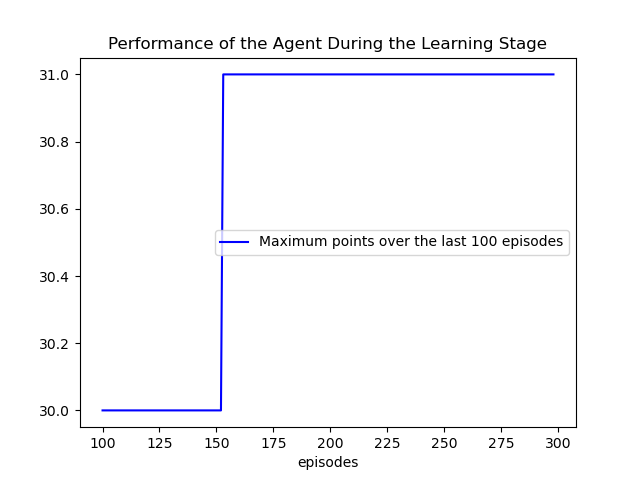 Performance of the Agent During the Learning Stage
31.0
30.8
30.6
Maximum points over the last 100 episodes
30.4
30.2
30.0
100 125 150 175 200 225 250 275 300
episodes